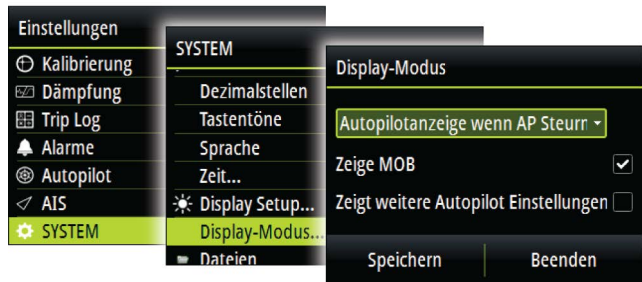 Einstellungen
Kalibrierung
Dämpfung
Trip Log
Alarme
Autopilot
AIS
SYSTEM
SYSTEM
Dezimalstellen
Tastentöne
Sprache
Zeit...
Display Setup...
Display-Modus...
Dateien
Display-Modus
Autopilotanzeige wenn AP Steurn
Zeige MOB
Zeigt weitere Autopilot Einstellungen
Speichern Beenden